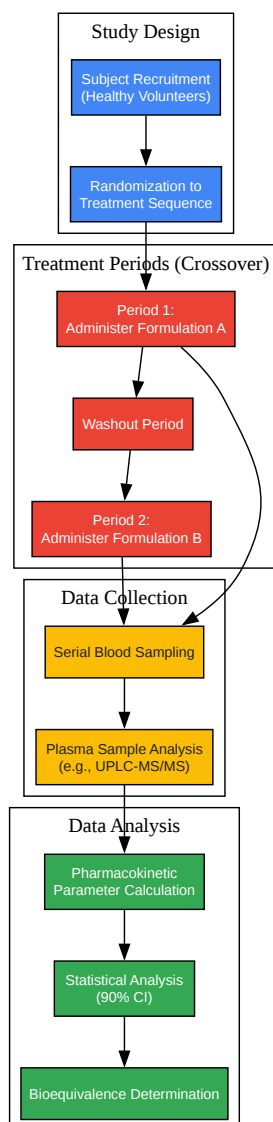 Study Design
Subject Recruitment
(Healthy Volunteers)
Randomization to
Treatment Sequence
Treatment Periods (Crossover)
Period 1:
Administer Formulation A
Washout Period
Period 2:
Administer Formulation B
Data Collection
Serial Blood Sampling
Plasma Sample Analysis
(e.g., UPLC-MS/MS)
Data Analysis
Pharmacokinetic
Parameter Calculation
Statistical Analysis
(90% CI)
Bioequivalence Determination